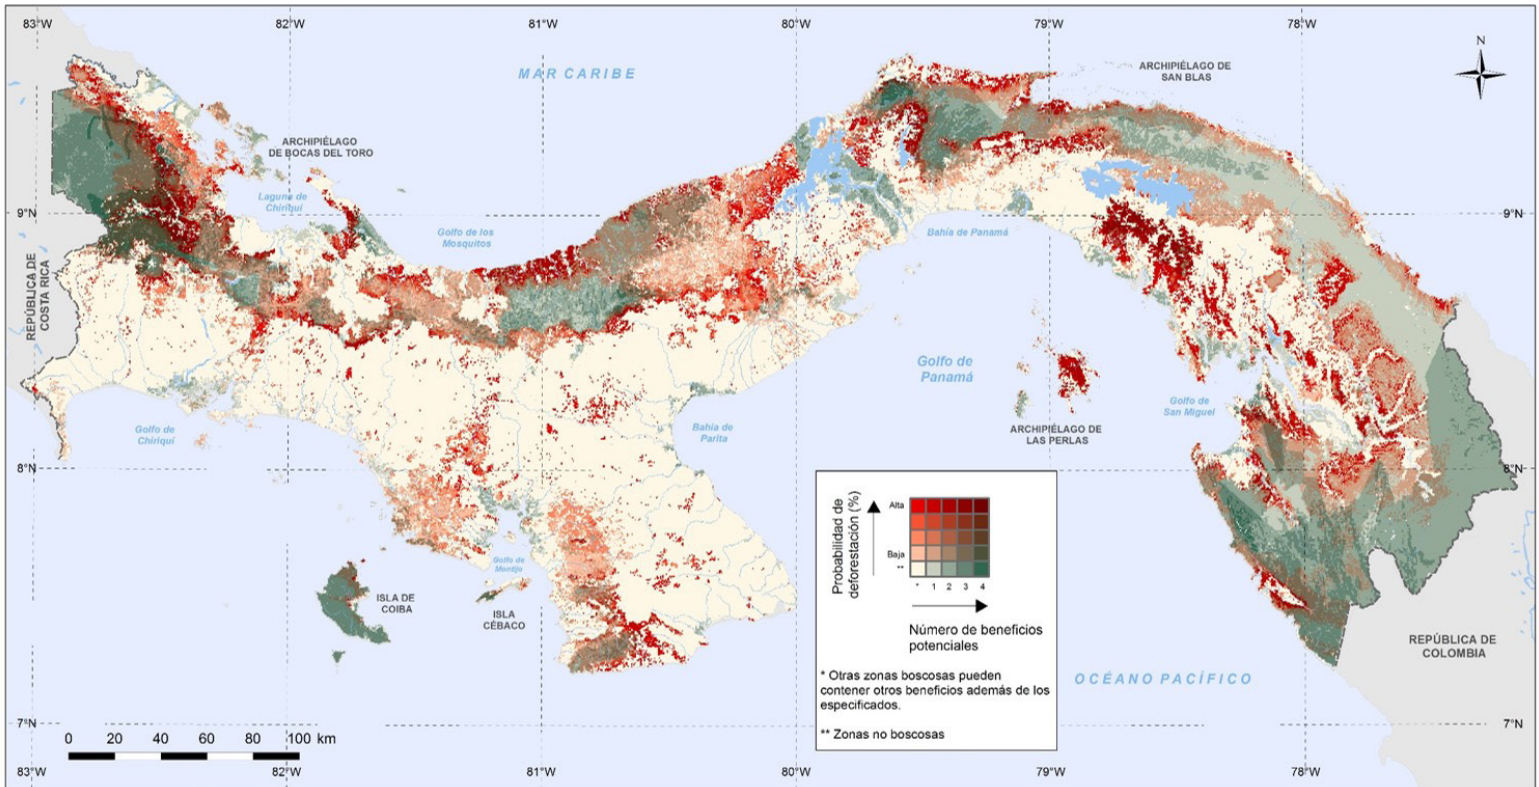 83°W
82°W
81°W
80°W
79°W
78°W
N
MAR CARIBE
ARCHIPIÉLAGO DE
SAN BLAS
ARCHIPIÉLAGO
DE BOCAS DEL TORO
Laguna de
Chiriquí
9°N
9°N
Golfo de los
Mosquitos
Bahía de Panamá
REPÚBLICA DE
COSTA RICA
Golfo de
Panamá
Golfo de
San Miguel
Golfo de
Chiriquí
Bahía de
Parita
ARCHIPIÉLAGO DE
LAS PERLAS
8°N
8°N
Probabilidad de
deforestación (%)
Alta
Baja
**
* 1 2 3 4
Número de beneficios
potenciales
* Otras zonas boscosas pueden
contener otros beneficios además de los
especificados.
** Zonas no boscosas
Golfo de
Montijo
ISLA DE
COIBA
ISLA
CÉBACO
REPÚBLICA DE
COLOMBIA
OCÉANO PACÍFICO
7°N
7°N
0 20 40 60 80 100 km
83°W
82°W
81°W
80°W
79°W
78°W